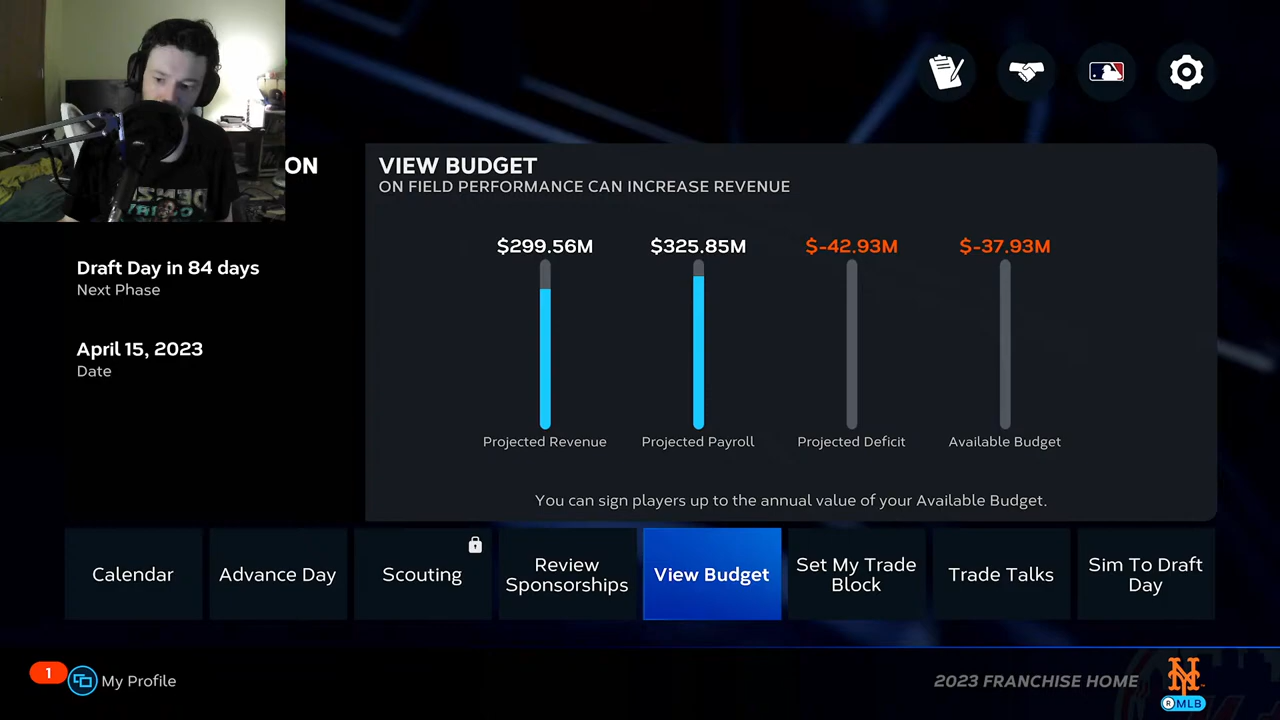 ON
VIEW BUDGET
ON FIELD PERFORMANCE CAN INCREASE REVENUE
$299.56M
$325.85M
$-42.93M
$-37.93M
Draft Day in 84 days
Next Phase
April 15, 2023
Date
Projected Revenue
Projected Payroll
Projected Deficit
Available Budget
You can sign players up to the annual value of your Available Budget.
Calendar
Advance Day
Scouting
Review
Sponsorships
View Budget
Set My Trade
Block
Trade Talks
Sim To Draft
Day
1
My Profile
2023 FRANCHISE HOME
NY
R MLB